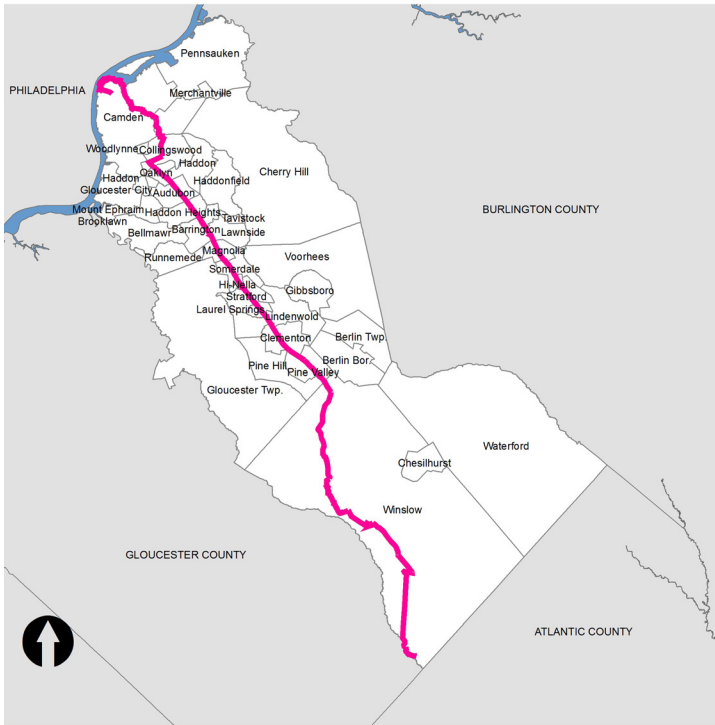 Pennsauken
PHILADELPHIA
Merchantville
Camden
Woodlynne
Collingswood
Haddon
Oaklyn
Cherry Hill
Haddon
Haddonfield
Gloucester City
Audubon
Mount Ephraim
Haddon Heights
Tavistock
BURLINGTON COUNTY
Brooklawn
Bellmawr
Barrington
Lawnside
Magnolia
Runnemede
Voorhees
Somerdale
Hi-Nella
Gibbsboro
Stratford
Laurel Springs
Lindenwold
Clementon
Berlin Twp.
Berlin Bor.
Pine Hill
Pine Valley
Gloucester Twp.
Waterford
Chesilhurst
Winslow
GLOUCESTER COUNTY
ATLANTIC COUNTY